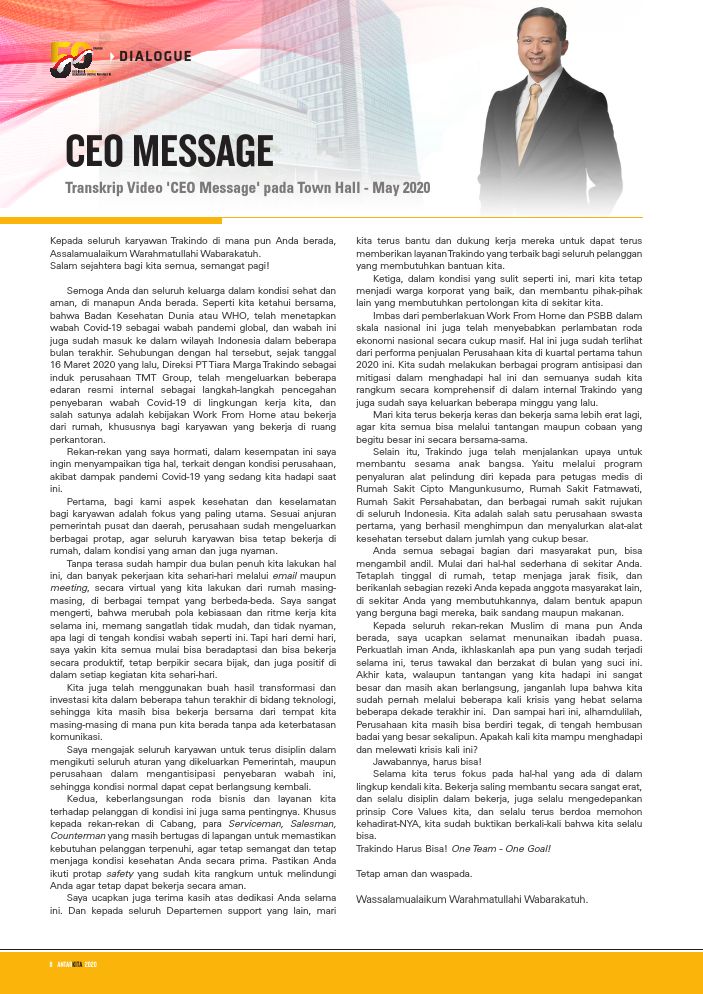 50
DIALOGUE
CEO MESSAGE
Transkrip Video 'CEO Message' pada Town Hall - May 2020
Kepada seluruh karyawan Trakindo di mana pun Anda berada,
Assalamualaikum Warahmatullahi Wabarakatuh.
Salam sejahtera bagi kita semua, semangat pagi!
Semoga Anda dan seluruh keluarga dalam kondisi sehat dan
aman, di manapun Anda berada. Seperti kita ketahui bersama,
bahwa Badan Kesehatan Dunia atau WHO, telah menetapkan
wabah Covid-19 sebagai wabah pandemi global, dan wabah ini
juga sudah masuk ke dalam wilayah Indonesia dalam beberapa
bulan terakhir. Sehubungan dengan hal tersebut, sejak tanggal
16 Maret 2020 yang lalu, Direksi PT Tiara Marga Trakindo sebagai
induk perusahaan TMT Group, telah mengeluarkan beberapa
edaran resmi internal sebagai langkah-langkah pencegahan
penyebaran wabah Covid-19 di lingkungan kerja kita, dan
salah satunya adalah kebijakan Work From Home atau bekerja
dari rumah, khususnya bagi karyawan yang bekerja di ruang
perkantoran.
Rekan-rekan yang saya hormati, dalam kesempatan ini saya
ingin menyampaikan tiga hal, terkait dengan kondisi perusahaan,
akibat dampak pandemi Covid-19 yang sedang kita hadapi saat
ini.
Pertama, bagi kami aspek kesehatan dan keselamatan
bagi karyawan adalah fokus yang paling utama. Sesuai anjuran
pemerintah pusat dan daerah, perusahaan sudah mengeluarkan
berbagai protap, agar seluruh karyawan bisa tetap bekerja di
rumah, dalam kondisi yang aman dan juga nyaman.
Tanpa terasa sudah hampir dua bulan penuh kita lakukan hal
ini, dan banyak pekerjaan kita sehari-hari melalui email maupun
meeting, secara virtual yang kita lakukan dari rumah masing-
masing, di berbagai tempat yang berbeda-beda. Saya sangat
mengerti, bahwa merubah pola kebiasaan dan ritme kerja kita
selama ini, memang sangatlah tidak mudah, dan tidak nyaman,
apa lagi di tengah kondisi wabah seperti ini. Tapi hari demi hari,
saya yakin kita semua mulai bisa beradaptasi dan bisa bekerja
secara produktif, tetap berpikir secara bijak, dan juga positif di
dalam setiap kegiatan kita sehari-hari.
Kita juga telah menggunakan buah hasil transformasi dan
investasi kita dalam beberapa tahun terakhir di bidang teknologi,
sehingga kita masih bisa bekerja bersama dari tempat kita
masing-masing di mana pun kita berada tanpa ada keterbatasan
komunikasi.
Saya mengajak seluruh karyawan untuk terus disiplin dalam
mengikuti seluruh aturan yang dikeluarkan Pemerintah, maupun
perusahaan dalam mengantisipasi penyebaran wabah ini,
sehingga kondisi normal dapat cepat berlangsung kembali.
Kedua, keberlangsungan roda bisnis dan layanan kita
terhadap pelanggan di kondisi ini juga sama pentingnya. Khusus
kepada rekan-rekan di Cabang, para Serviceman, Salesman,
Counterman yang masih bertugas di lapangan untuk memastikan
kebutuhan pelanggan terpenuhi, agar tetap semangat dan tetap
menjaga kondisi kesehatan Anda secara prima. Pastikan Anda
ikuti protap safety yang sudah kita rangkum untuk melindungi
Anda agar tetap dapat bekerja secara aman.
Saya ucapkan juga terima kasih atas dedikasi Anda selama
ini. Dan kepada seluruh Departemen support yang lain, mari
kita terus bantu dan dukung kerja mereka untuk dapat terus
memberikan layanan Trakindo yang terbaik bagi seluruh pelanggan
yang membutuhkan bantuan kita.
Ketiga, dalam kondisi yang sulit seperti ini, mari kita tetap
menjadi warga korporat yang baik, dan membantu pihak-pihak
lain yang membutuhkan pertolongan kita di sekitar kita.
Imbas dari pemberlakuan Work From Home dan PSBB dalam
skala nasional ini juga telah menyebabkan perlambatan roda
ekonomi nasional secara cukup masif. Hal ini juga sudah terlihat
dari performa penjualan Perusahaan kita di kuartal pertama tahun
2020 ini. Kita sudah melakukan berbagai program antisipasi dan
mitigasi dalam menghadapi hal ini dan semuanya sudah kita
rangkum secara komprehensif di dalam internal Trakindo yang
juga sudah saya keluarkan beberapa minggu yang lalu.
Mari kita terus bekerja keras dan bekerja sama lebih erat lagi,
agar kita semua bisa melalui tantangan maupun cobaan yang
begitu besar ini secara bersama-sama.
Selain itu, Trakindo juga telah menjalankan upaya untuk
membantu sesama anak bangsa. Yaitu melalui program
penyaluran alat pelindung diri kepada para petugas medis di
Rumah Sakit Cipto Mangunkusumo, Rumah Sakit Fatmawati,
Rumah Sakit Persahabatan, dan berbagai rumah sakit rujukan
di seluruh Indonesia. Kita adalah salah satu perusahaan swasta
pertama, yang berhasil menghimpun dan menyalurkan alat-alat
kesehatan tersebut dalam jumlah yang cukup besar.
Anda semua sebagai bagian dari masyarakat pun, bisa
mengambil andil. Mulai dari hal-hal sederhana di sekitar Anda.
Tetaplah tinggal di rumah, tetap menjaga jarak fisik, dan
berikanlah sebagian rezeki Anda kepada anggota masyarakat lain,
di sekitar Anda yang membutuhkannya, dalam bentuk apapun
yang berguna bagi mereka, baik sandang maupun makanan.
Kepada seluruh rekan-rekan Muslim di mana pun Anda
berada, saya ucapkan selamat menunaikan ibadah puasa.
Perkuatlah iman Anda, ikhlaskanlah apa pun yang sudah terjadi
selama ini, terus tawakal dan berzakat di bulan yang suci ini.
Akhir kata, walaupun tantangan yang kita hadapi ini sangat
besar dan masih akan berlangsung, janganlah lupa bahwa kita
sudah pernah melalui beberapa kali krisis yang hebat selama
beberapa dekade terakhir ini. Dan sampai hari ini, alhamdulilah,
Perusahaan kita masih bisa berdiri tegak, di tengah hembusan
badai yang besar sekalipun. Apakah kali kita mampu menghadapi
dan melewati krisis kali ini?
Jawabannya, harus bisa!
Selama kita terus fokus pada hal-hal yang ada di dalam
lingkup kendali kita. Bekerja saling membantu secara sangat erat,
dan selalu disiplin dalam bekerja, juga selalu mengedepankan
prinsip Core Values kita, dan selalu terus berdoa memohon
kehadirat-NYA, kita sudah buktikan berkali-kali bahwa kita selalu
bisa.
Trakindo Harus Bisa! One Team - One Goal!
Tetap aman dan waspada.
Wassalamualaikum Warahmatullahi Wabarakatuh.
8 ANTARKITA 2020